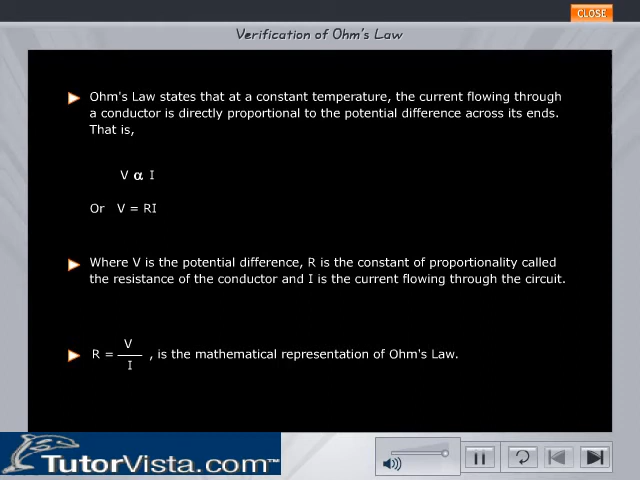 CLOSE
Verification of Ohm's Law
Ohm's Law states that at a constant temperature, the current flowing through
a conductor is directly proportional to the potential difference across its ends.
That is,
V α I
Or V = RI
Where V is the potential difference, R is the constant of proportionality called
the resistance of the conductor and I is the current flowing through the circuit.
V
R = , is the mathematical representation of Ohm's Law.
I
TutorVista.com™